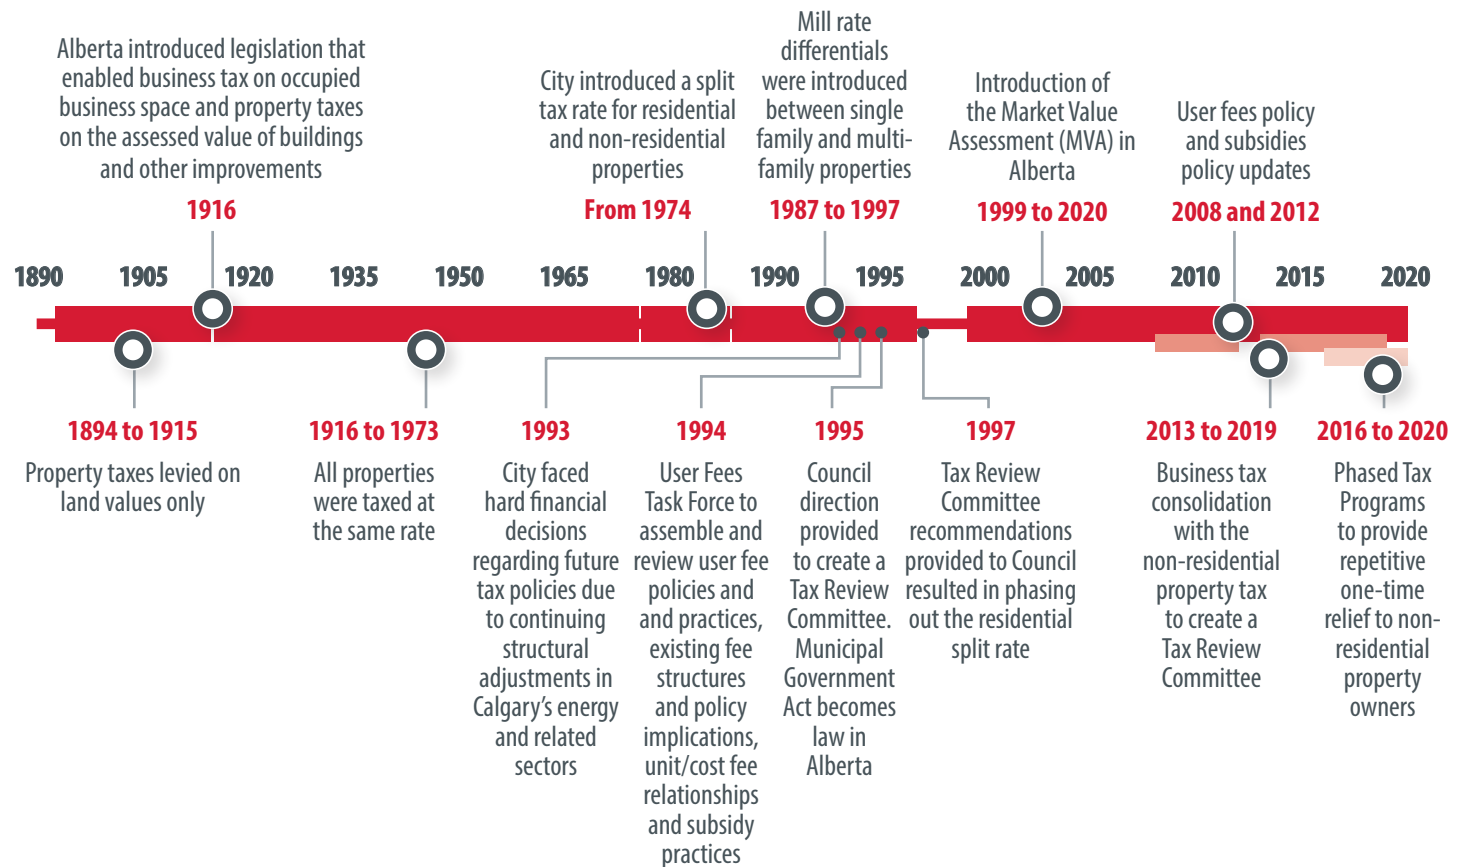 Alberta introduced legislation that
enabled business tax on occupied
business space and property taxes
on the assessed value of buildings
and other improvements
1916
City introduced a split
tax rate for residential
and non-residential
properties
From 1974
Mill rate
differentials
were introduced
between single
family and multi-
family properties
1987 to 1997
Introduction of
the Market Value
Assessment (MVA) in
Alberta
1999 to 2020
User fees policy
and subsidies
policy updates
2008 and 2012
1890 1905 1920 1935 1950 1965 1980 1990 1995 2000 2005 2010 2015 2020
1894 to 1915
Property taxes levied on
land values only
1916 to 1973
All properties
were taxed at
the same rate
1993
City faced
hard financial
decisions
regarding future
tax policies due
to continuing
structural
adjustments in
Calgary's energy
and related
sectors
1994
User Fees
Task Force to
assemble and
review user fee
policies and
and practices,
existing fee
structures
and policy
implications,
unit/cost fee
relationships
and subsidy
practices
1995
Council
direction
provided
to create a
Tax Review
Committee.
Municipal
Government
Act becomes
law in
Alberta
1997
Tax Review
Committee
recommendations
provided to Council
resulted in phasing
out the residential
split rate
2013 to 2019
Business tax
consolidation
with the
non-residential
property tax
to create a
Tax Review
Committee
2016 to 2020
Phased Tax
Programs
to provide
repetitive
one-time
relief to non-
residential
property
owners